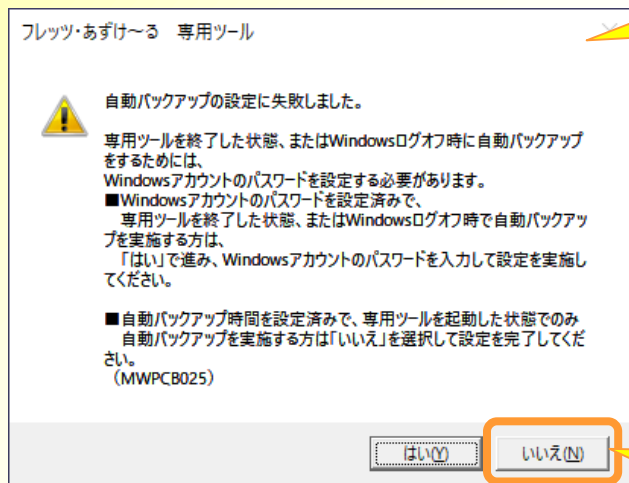 フレッツ・あずけ～る　専用ツール
自動バックアップの設定に失敗しました。
専用ツールを終了した状態、またはWindowsログオフ時に自動バックアップ
をするためには、
Windowsアカウントのパスワードを設定する必要があります。
■Windowsアカウントのパスワードを設定済みで、
　専用ツールを終了した状態、またはWindowsログオフ時で自動バックアッ
プを実施する方は、
　「はい」で進み、Windowsアカウントのパスワードを入力して設定を実施し
てください。
■自動バックアップ時間を設定済みで、専用ツールを起動した状態でのみ
　自動バックアップを実施する方は「いいえ」を選択して設定を完了してくだ
さい。
（MWPCB025）
はい(Y)
いいえ(N)